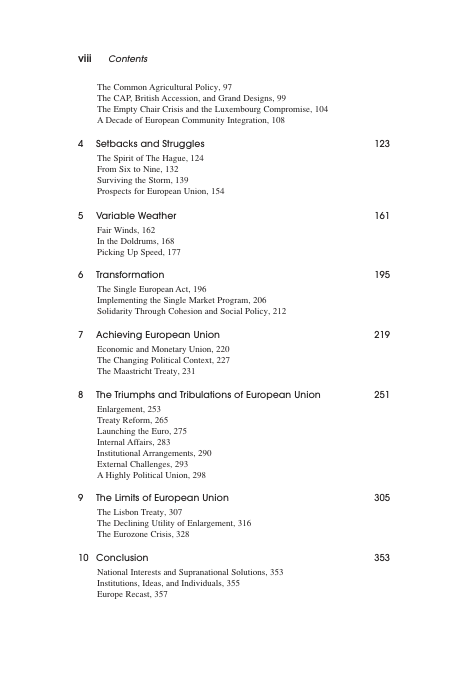 viii Contents
The Common Agricultural Policy, 97
The CAP, British Accession, and Grand Designs, 99
The Empty Chair Crisis and the Luxembourg Compromise, 104
A Decade of European Community Integration, 108
4 Setbacks and Struggles 123
The Spirit of The Hague, 124
From Six to Nine, 132
Surviving the Storm, 139
Prospects for European Union, 154
5 Variable Weather 161
Fair Winds, 162
In the Doldrums, 168
Picking Up Speed, 177
6 Transformation 195
The Single European Act, 196
Implementing the Single Market Program, 206
Solidarity Through Cohesion and Social Policy, 212
7 Achieving European Union 219
Economic and Monetary Union, 220
The Changing Political Context, 227
The Maastricht Treaty, 231
8 The Triumphs and Tribulations of European Union 251
Enlargement, 253
Treaty Reform, 265
Launching the Euro, 275
Internal Affairs, 283
Institutional Arrangements, 290
External Challenges, 293
A Highly Political Union, 298
9 The Limits of European Union 305
The Lisbon Treaty, 307
The Declining Utility of Enlargement, 316
The Eurozone Crisis, 328
10 Conclusion 353
National Interests and Supranational Solutions, 353
Institutions, Ideas, and Individuals, 355
Europe Recast, 357